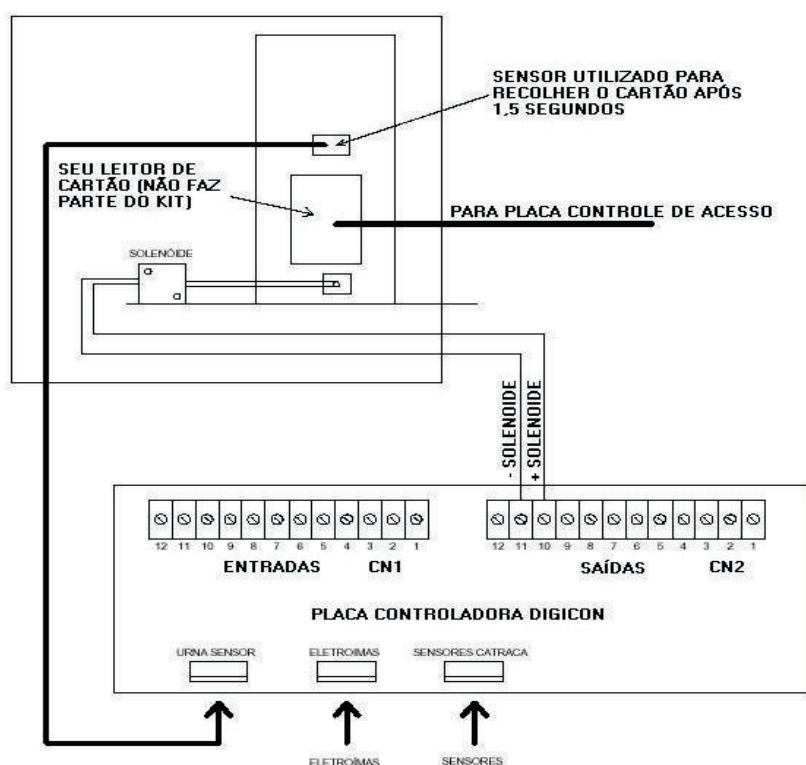 SENSOR UTILIZADO PARA
RECOLHER O CARTÃO APÓS
1,5 SEGUNDOS
SEU LEITOR DE
CARTÃO (NÃO FAZ
PARTE DO KIT)
PARA PLACA CONTROLE DE ACESSO
SOLENÓIDE
- SOLENOIDE
+ SOLENOIDE
12 11 10 9 8 7 6 5 4 3 2 1
12 11 10 9 8 7 6 5 4 3 2 1
ENTRADAS CN1
SAÍDAS CN2
PLACA CONTROLADORA DIGICON
URNA SENSOR
ELETROIMAS
SENSORES CATRACA
ELETROÍMAS
SENSORES